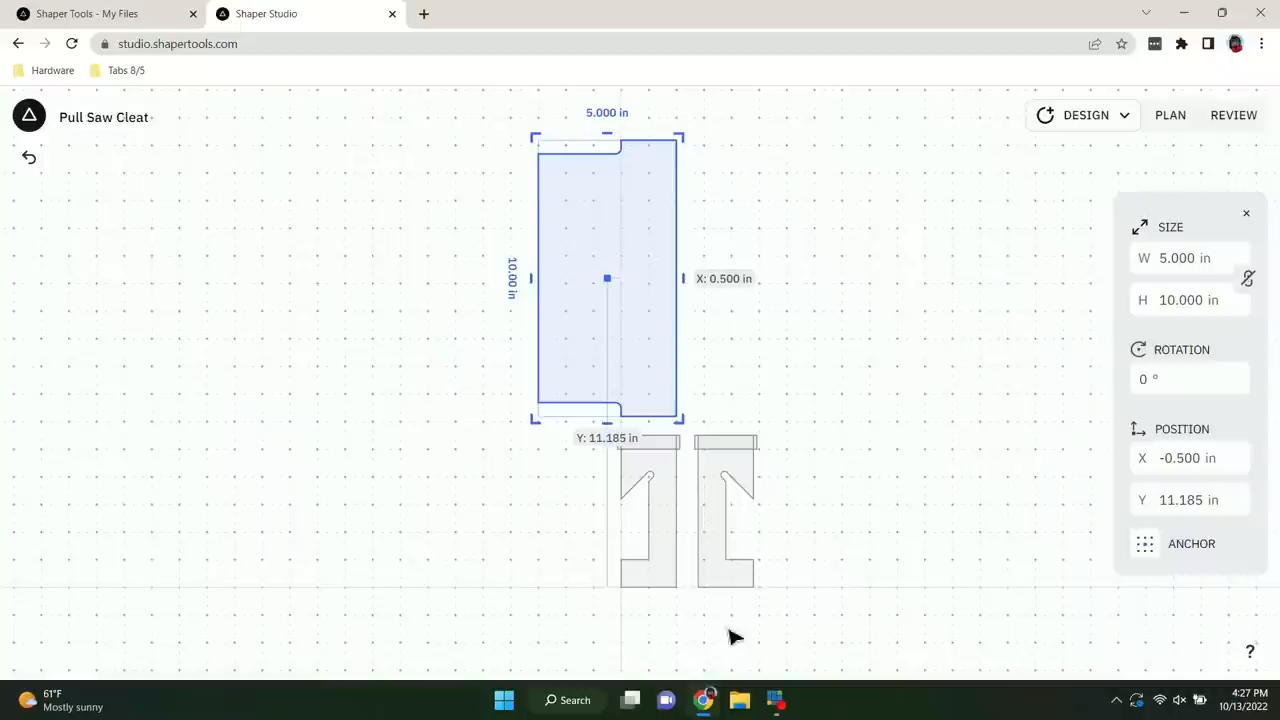 Shaper Tools - My Files
Shaper Studio
studio.shapertools.com
Hardware
Tabs 8/5
Pull Saw Cleat
DESIGN
PLAN
REVIEW
5.000 in
10.00 in
X: 0.500 in
Y: 11.185 in
SIZE
W 5.000 in
H 10.000 in
ROTATION
0 °
POSITION
X -0.500 in
Y 11.185 in
ANCHOR
?
61°F
Mostly sunny
Search
4:27 PM
10/13/2022